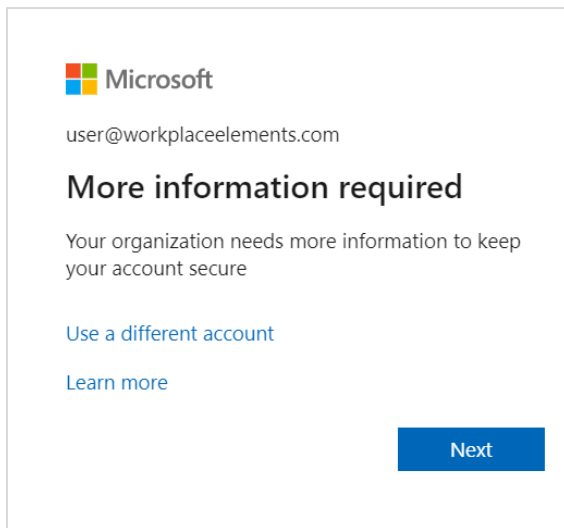 Microsoft
user@workplaceelements.com
More information required
Your organization needs more information to keep
your account secure
Use a different account
Learn more
Next